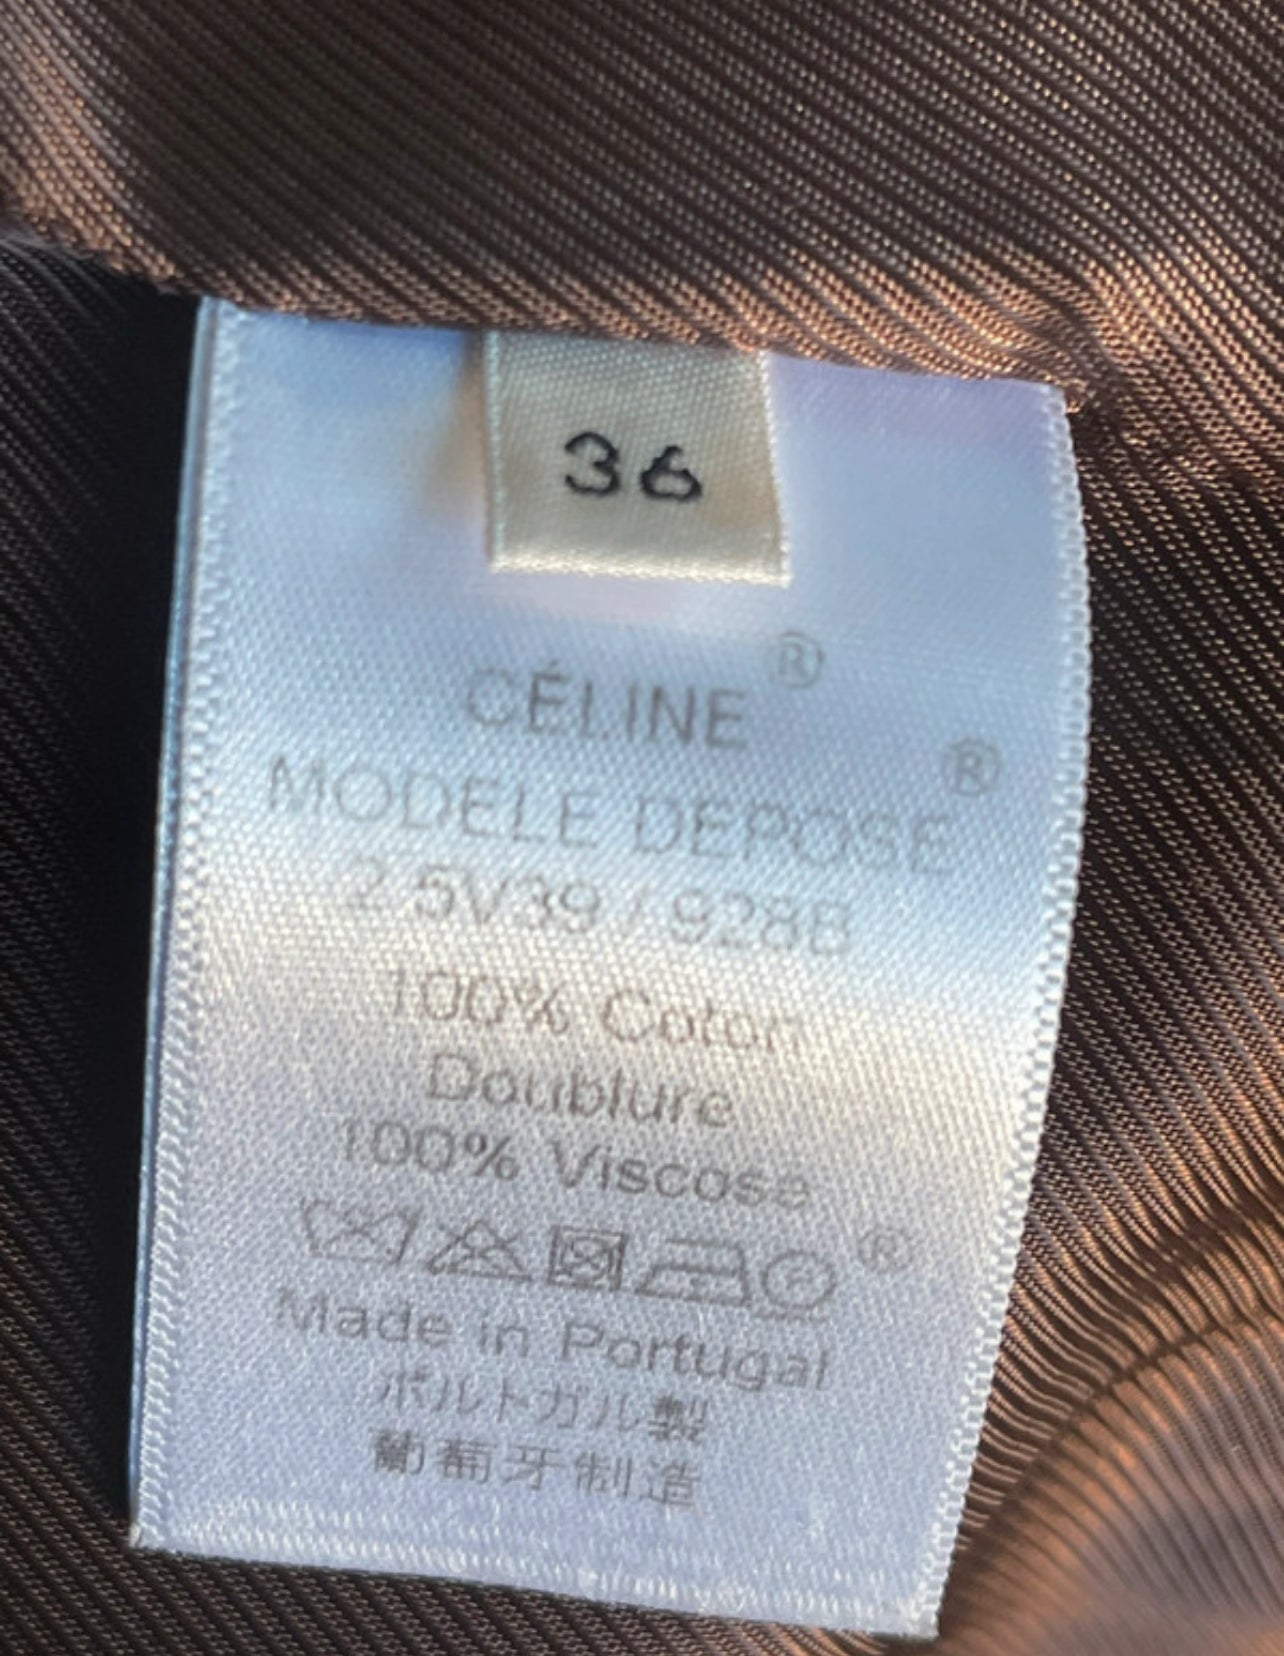 36
CÉLINE ®
MODELE DEPOSE ®
2 5V39 / 928B
100% Coton
Doublure
100% Viscose
P ®
Made in Portugal
ポルトガル製
葡萄牙制造